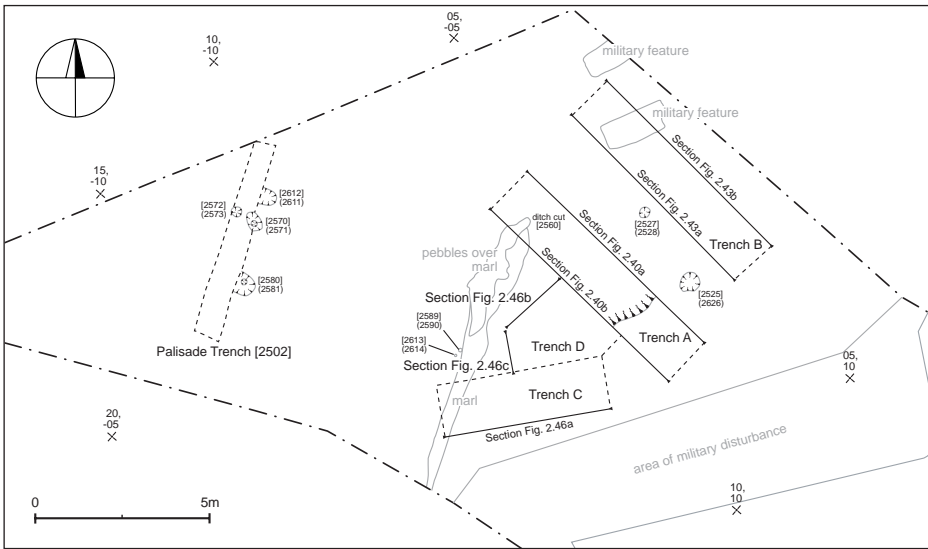 05,
-05
10,
-10
military feature
military feature
Section Fig. 2.43b
15,
-10
[2612]
(2611)
[2572]
(2573)
[2570]
(2571)
ditch cut
[2560]
Section Fig. 2.40a
Section Fig. 2.43a
[2527]
(2528)
Trench B
pebbles over
marl
Section Fig. 2.40b
[2580]
(2581)
Section Fig. 2.46b
[2525]
(2626)
[2589]
(2590)
[2613]
(2614)
Palisade Trench [2502]
Section Fig. 2.46c
Trench D
Trench A
05,
10
Trench C
marl
20,
-05
Section Fig. 2.46a
area of military disturbance
10,
10
0
5m